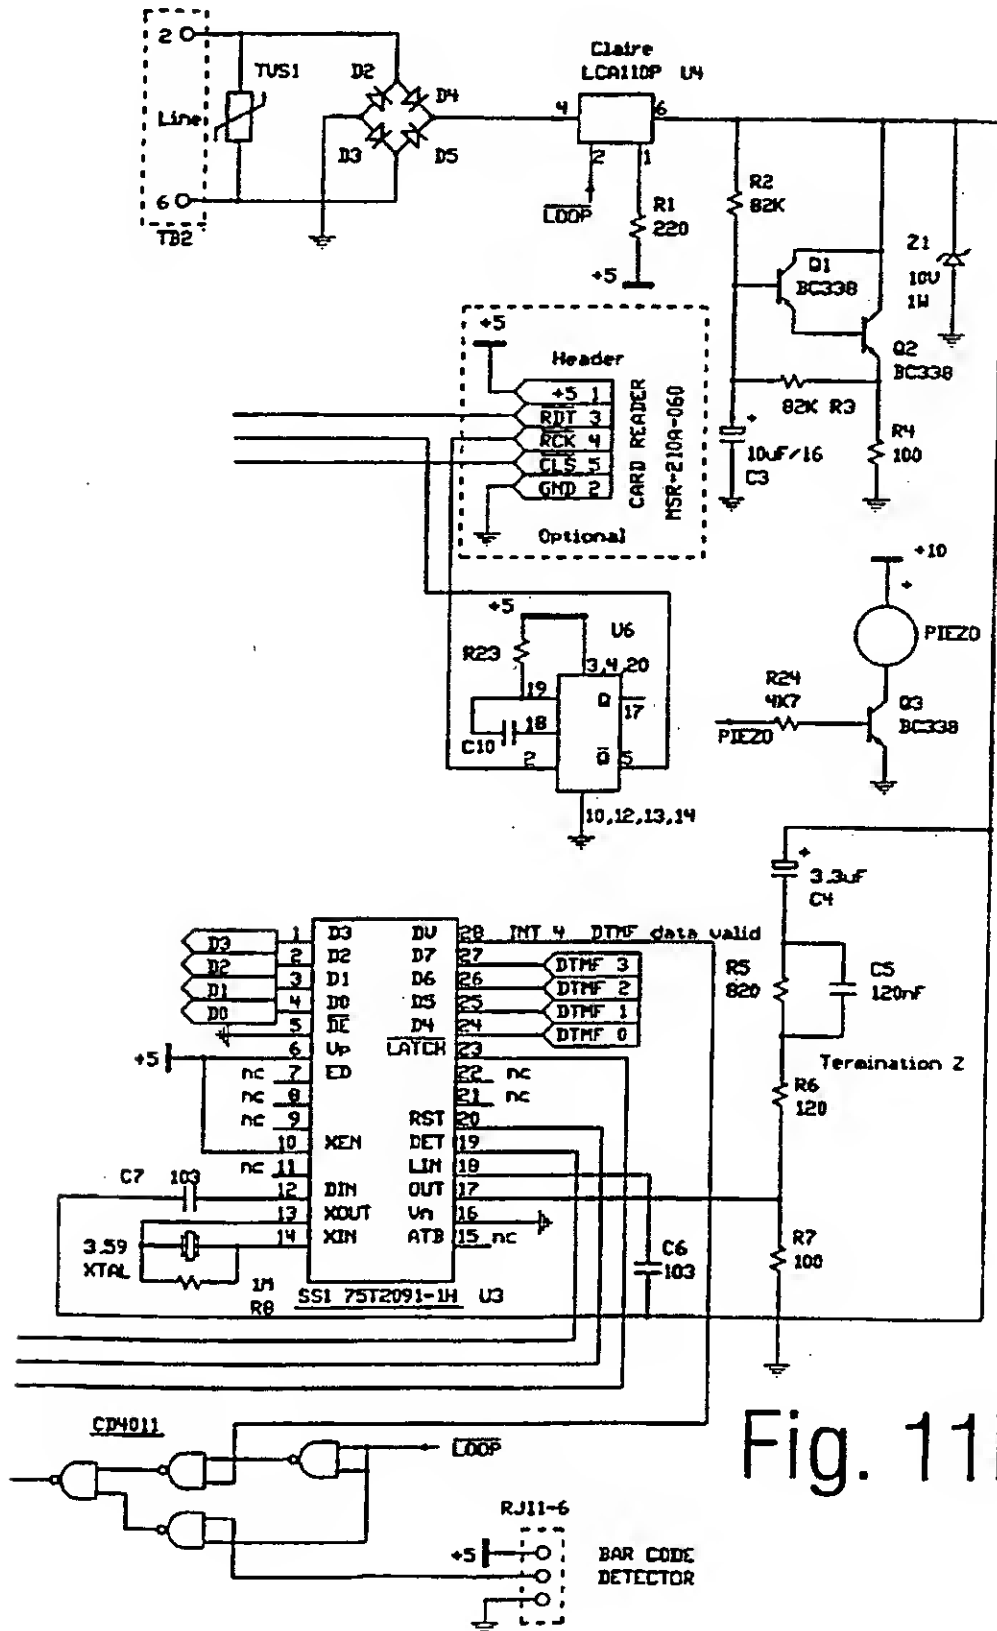 2
TVS1
D2
D4
Line
D3
D5
6
TB2
Claire
LCA110P U4
4
6
2
1
LOOP
R1
220
+5
R2
82K
Q1
BC338
Z1
10V
1W
Q2
BC338
82K R3
10uF/16
C3
R4
100
+5
Header
+5 1
RDT 3
RCK 4
CLS 5
GND 2
CARD READER
MSR-210A-060
Optional
+10
+
PIEZO
R24
4K7
PIEZO
Q3
BC338
+5
U6
R23
3,4,20
19
Q
17
18
C10
2
Q
5
10,12,13,14
+
3.3uF
C4
R5
820
C5
120nF
Termination Z
R6
120
R7
100
D3 1 D3 DV 28 INT 4 DTMF data valid
D2 2 D2 D7 27 DTMF 3
D1 3 D1 D6 26 DTMF 2
D0 4 D0 D5 25 DTMF 1
5 DE D4 24 DTMF 0
+5 6 Vp LATCH 23
nc 7 ED 22 nc
nc 8 21 nc
nc 9 RST 20
10 XEN DET 19
nc 11 LIN 18
C7 103 12 DIN OUT 17
13 XOUT Vn 16
14 XIN ATB 15 nc
3.59
XTAL
1M
R8
SSI 75T2091-1H U3
C6
103
CD4011
LOOP
RJ11-6
+5
BAR CODE
DETECTOR
Fig. 11